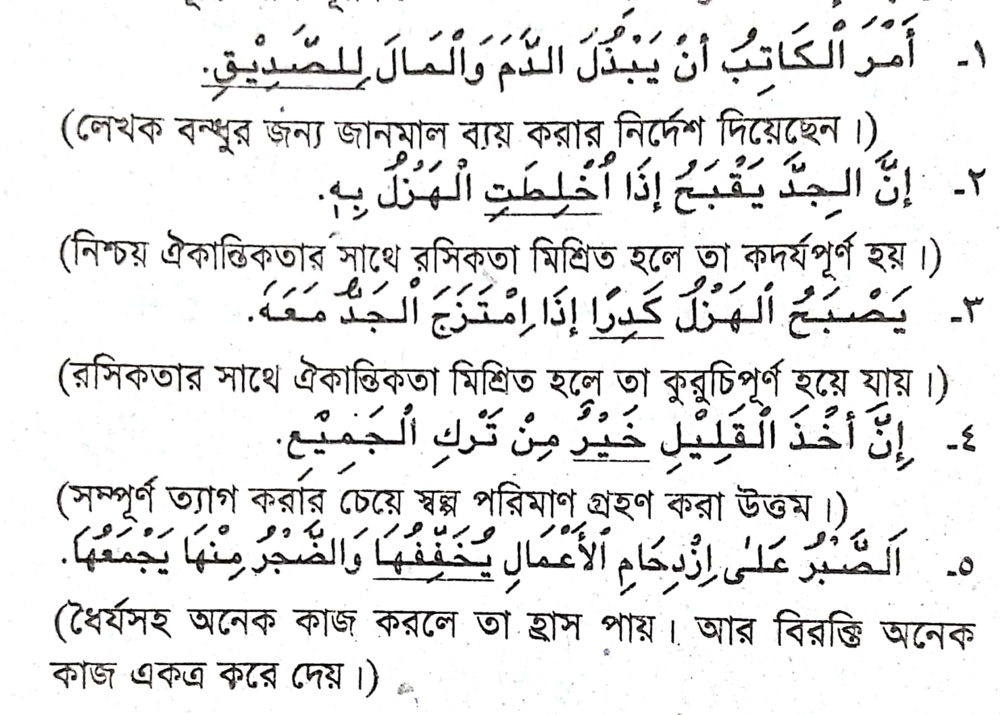 ١- أَمْرَ الْكَاتِبُ أَنْ يَبْذُلَ الدَّمَ وَالْمَالَ لِلصَّدِيْقِ.
(লেখক বন্ধুর জন্য জানমাল ব্যয় করার নির্দেশ দিয়েছেন।)
٢- إِنَّ الْجِدَّ يَقْبَحُ إِذَا اُخْلِطَتِ الْهَزْلُ بِهٖ.
(নিশ্চয় ঐকান্তিকতার সাথে রসিকতা মিশ্রিত হলে তা কদর্যপূর্ণ হয়।)
٣- يَصْبَحُ الْهَزْلُ كَدِرًا إِذَا اِمْتَزَجَ الْجَدُّ مَعَهَ.
(রসিকতার সাথে ঐকান্তিকতা মিশ্রিত হলে তা কুরুচিপূর্ণ হয়ে যায়।)
٤- إِنَّ أَخْذَ الْقَلِيْلِ خَيْرٌ مِنْ تَرْكِ الْجَمِيْعِ.
(সম্পূর্ণ ত্যাগ করার চেয়ে স্বল্প পরিমাণ গ্রহণ করা উত্তম।)
٥- اَلصَّبْرُ عَلىٰ اِزْدِحَامِ الْأَعْمَالِ يُخَفِّفُهَا وَالضَّجْرُ مِنْهَا يَجْمَعُهَا.
(ধৈর্যসহ অনেক কাজ করলে তা হ্রাস পায়। আর বিরক্তি অনেক
কাজ একত্র করে দেয়।)